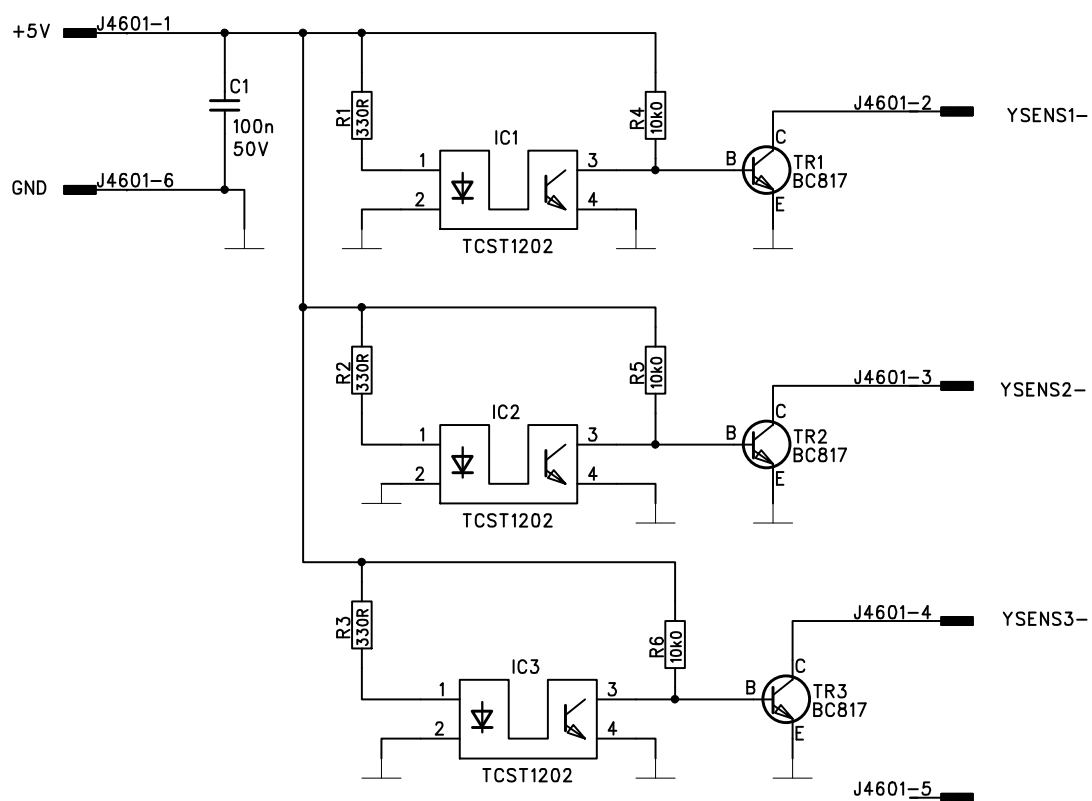 +5V
J4601-1
C1
100n
50V
GND
J4601-6
R1
330R
IC1
1
2
3
4
TCST1202
R4
10k0
J4601-2
YSENS1-
C
B
TR1
BC817
E
R2
330R
IC2
1
2
3
4
TCST1202
R5
10k0
J4601-3
YSENS2-
C
B
TR2
BC817
E
R3
330R
IC3
1
2
3
4
TCST1202
R6
10k0
J4601-4
YSENS3-
C
B
TR3
BC817
E
J4601-5